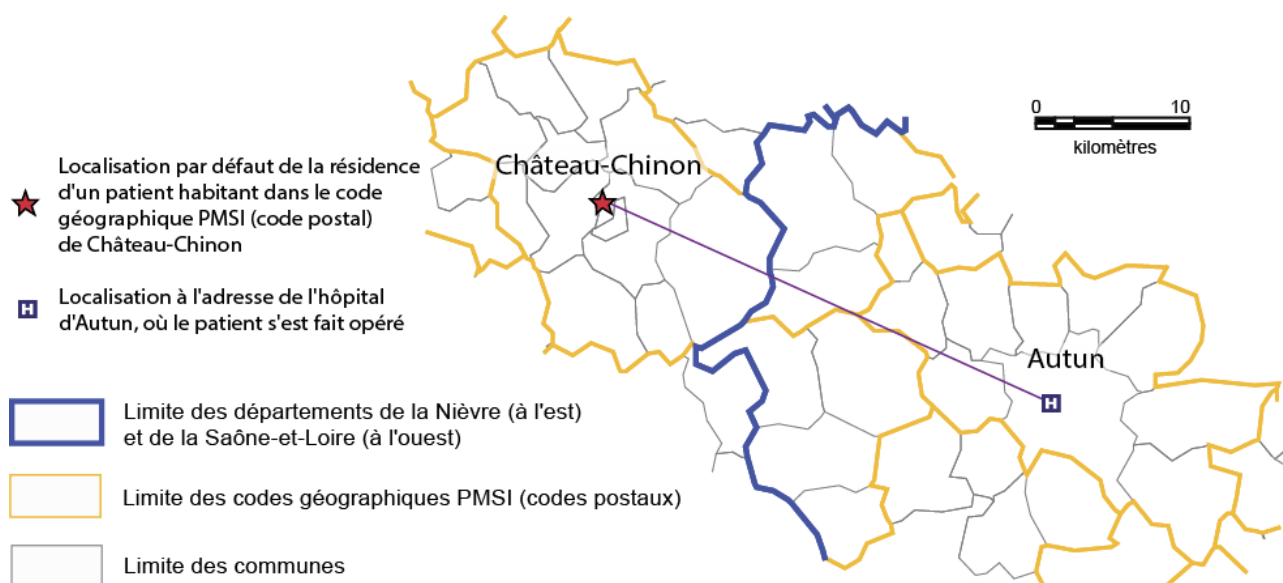 0 10
kilomètres
Château-Chinon
Localisation par défaut de la résidence
d'un patient habitant dans le code
géographique PMSI (code postal)
de Château-Chinon
H
Localisation à l'adresse de l'hôpital
d'Autun, où le patient s'est fait opéré
Autun
H
Limite des départements de la Nièvre (à l'est)
et de la Saône-et-Loire (à l'ouest)
Limite des codes géographiques PMSI (codes postaux)
Limite des communes